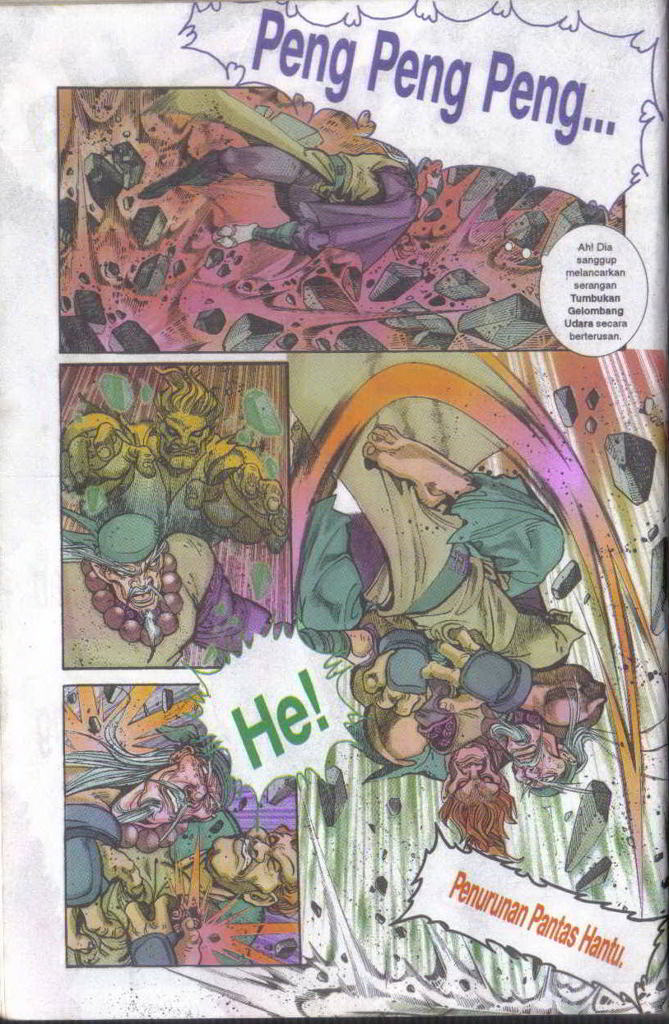 Peng Peng Peng...
Ah! Dia
sanggup
melancarkan
serangan
Tumbukan
Gelombang
Udara secara
berterusan.
He!
Penurunan Pantas Hantu.